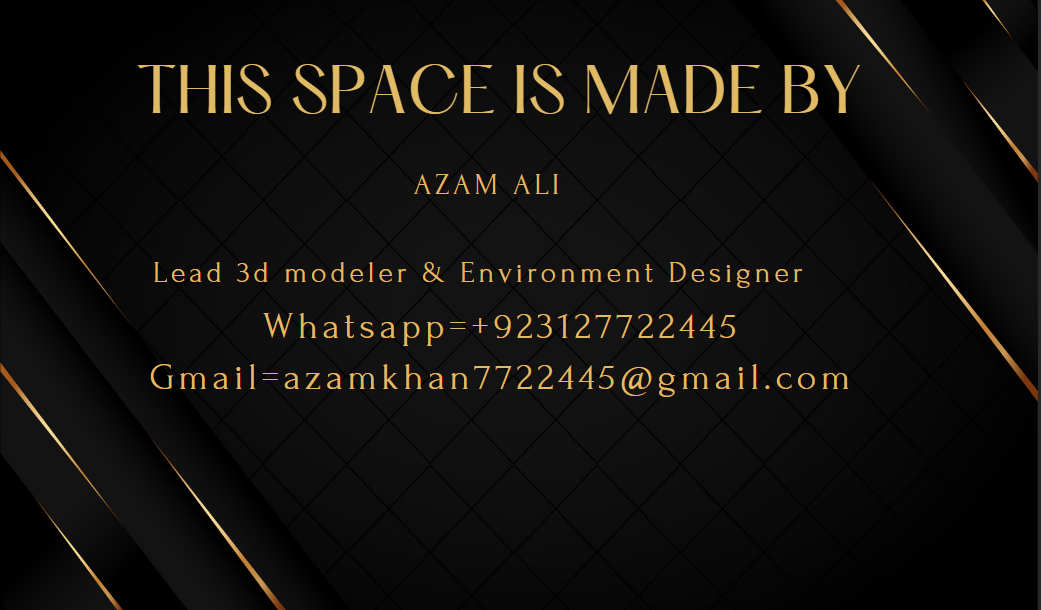 THIS SPACE IS MADE BY
AZAM ALI
Lead 3d modeler & Environment Designer
Whatsapp=+923127722445
Gmail=azamkhan7722445@gmail.com